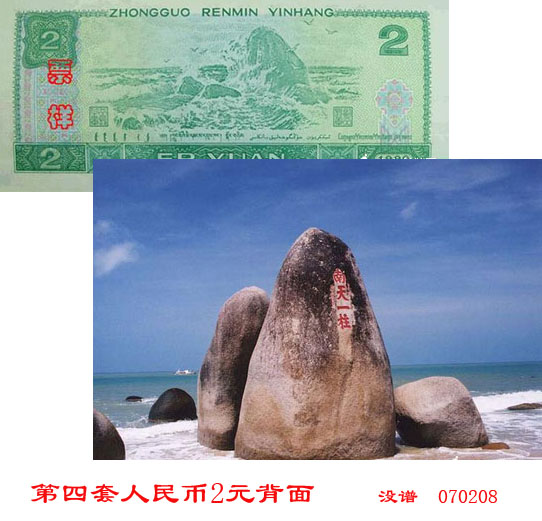 ZHONGGUO RENMIN YINHANG
2
2
票样
2
ER YUAN
南天一柱
第四套人民币2元背面
没谱 070208